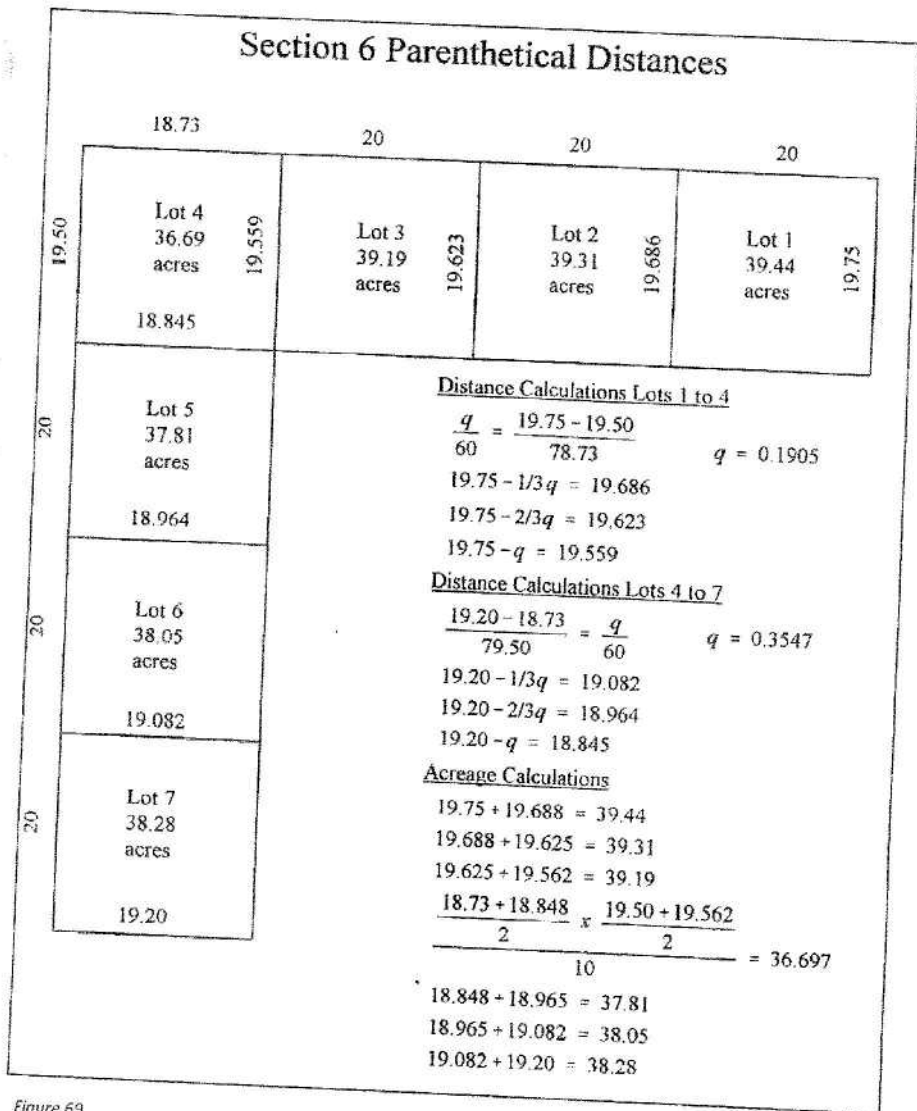 Section 6 Parenthetical Distances
18.73 20 20 20
19.50
Lot 4
36.69
acres
19.559
18.845
Lot 3
39.19
acres
19.623
Lot 2
39.31
acres
19.686
Lot 1
39.44
acres
19.75
20
Lot 5
37.81
acres
18.964
20
Lot 6
38.05
acres
19.082
20
Lot 7
38.28
acres
19.20
Distance Calculations Lots 1 to 4
q/60 = (19.75 - 19.50)/78.73 q = 0.1905
19.75 - 1/3q = 19.686
19.75 - 2/3q = 19.623
19.75 - q = 19.559
Distance Calculations Lots 4 to 7
(19.20 - 18.73)/79.50 = q/60 q = 0.3547
19.20 - 1/3q = 19.082
19.20 - 2/3q = 18.964
19.20 - q = 18.845
Acreage Calculations
19.75 + 19.688 = 39.44
19.688 + 19.625 = 39.31
19.625 + 19.562 = 39.19
18.73 + 18.848 19.50 + 19.562
x
2 2
= 36.697
10
18.848 + 18.965 = 37.81
18.965 + 19.082 = 38.05
19.082 + 19.20 = 38.28
Figure 69